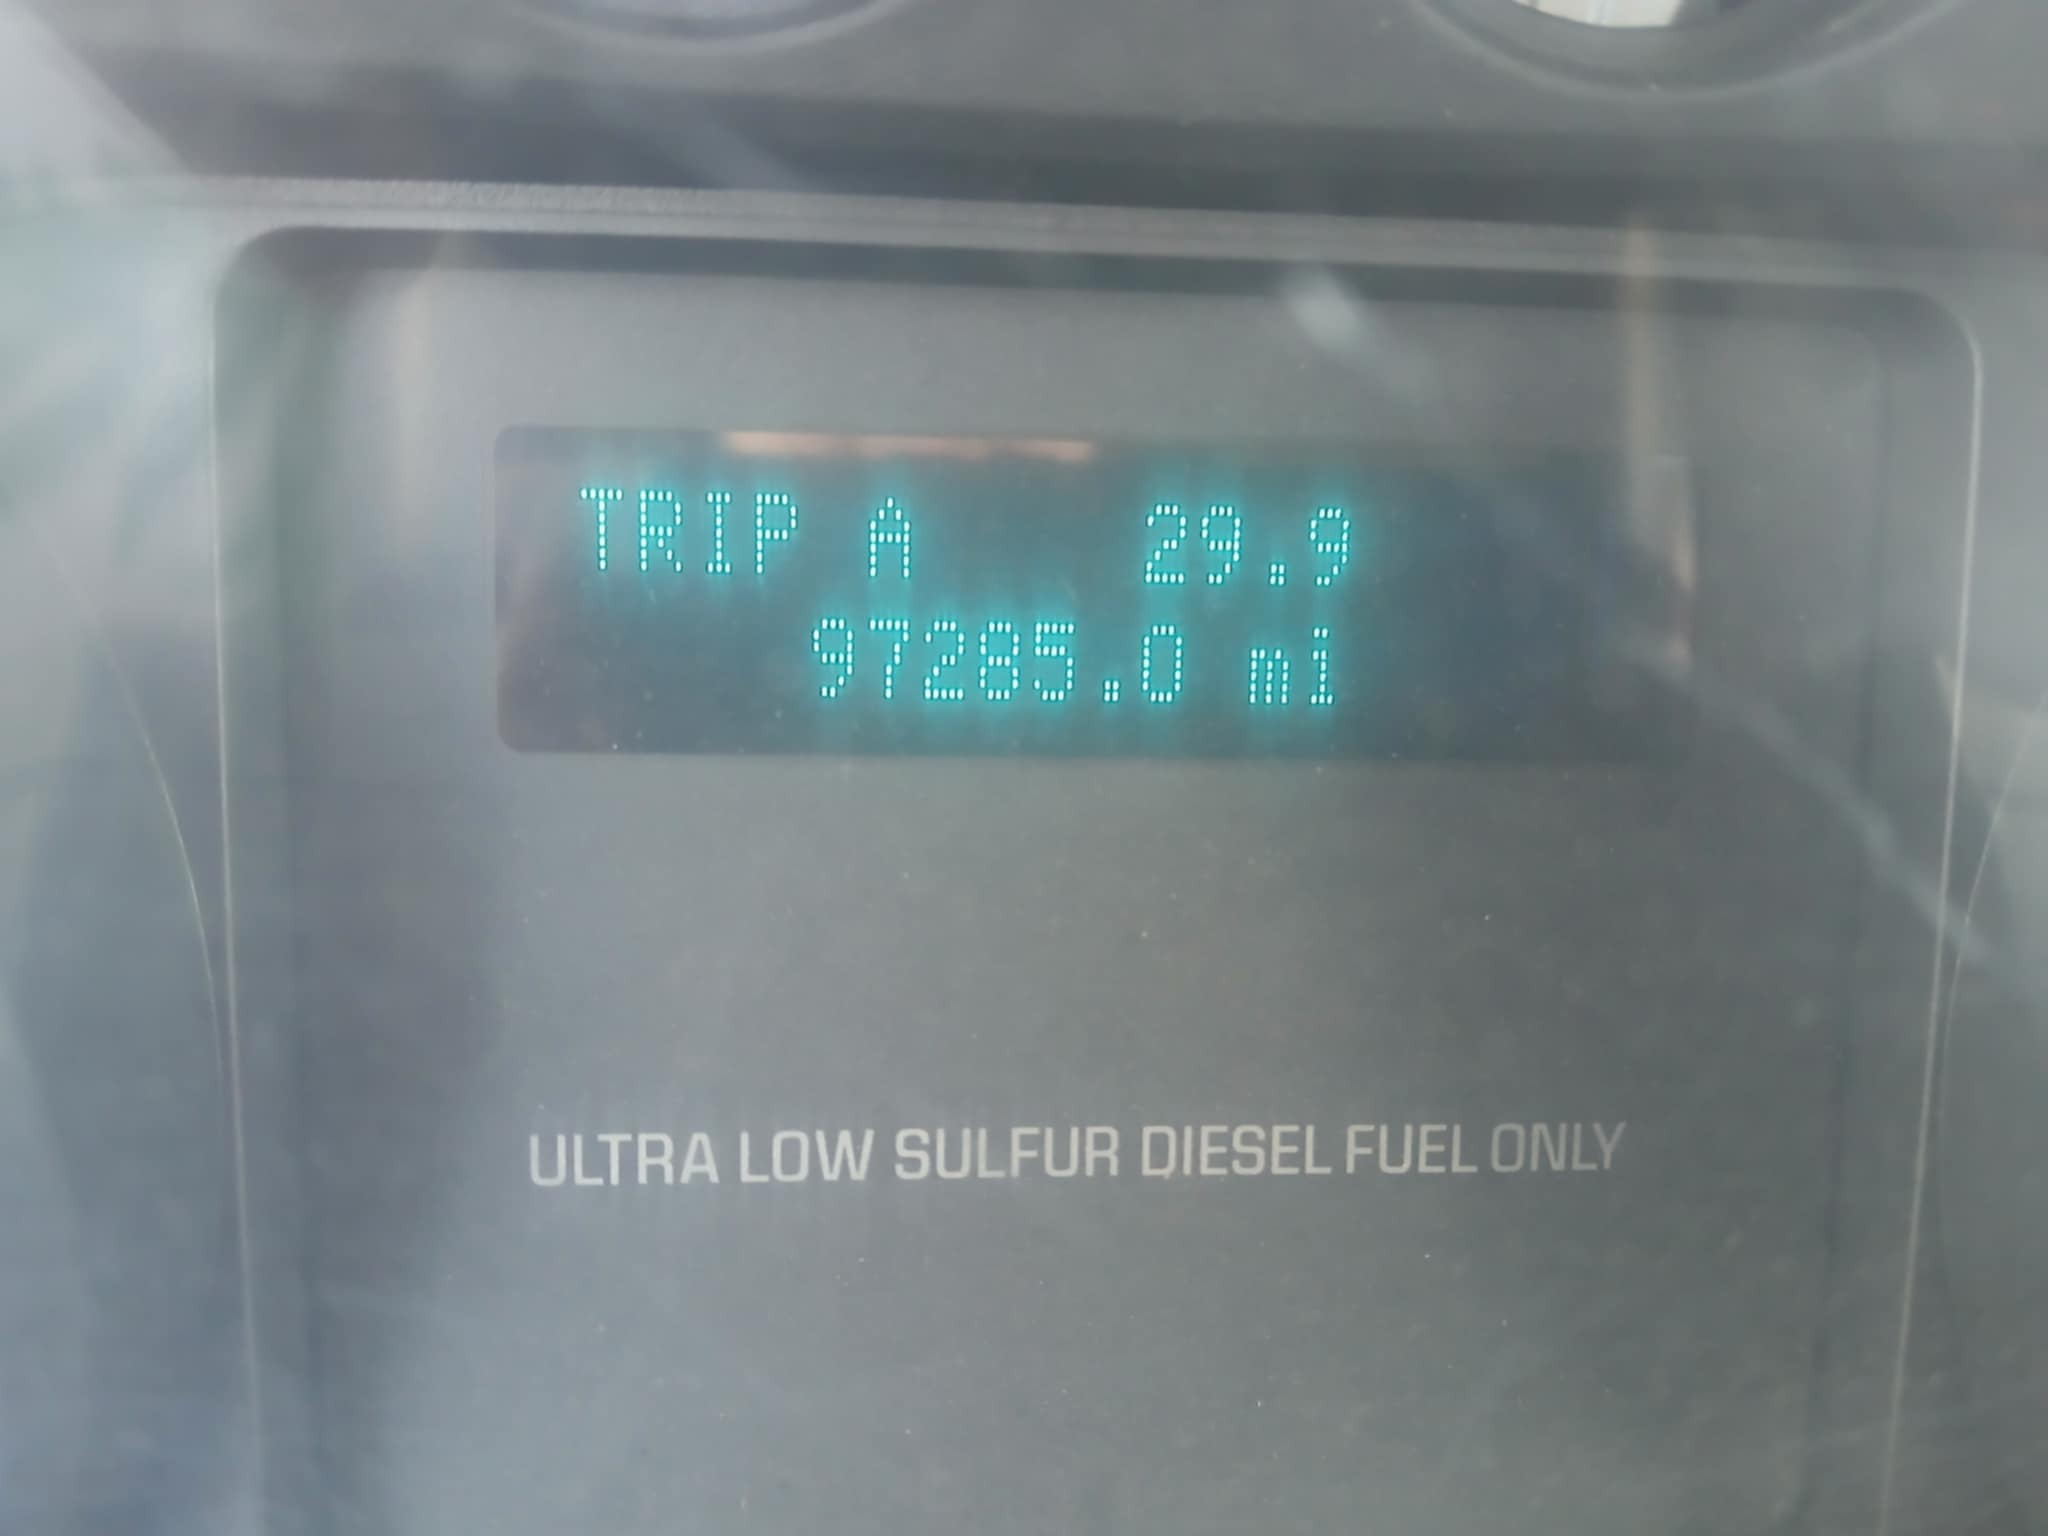 TRIP A 29.9
97285.0 mi
ULTRA LOW SULFUR DIESEL FUEL ONLY